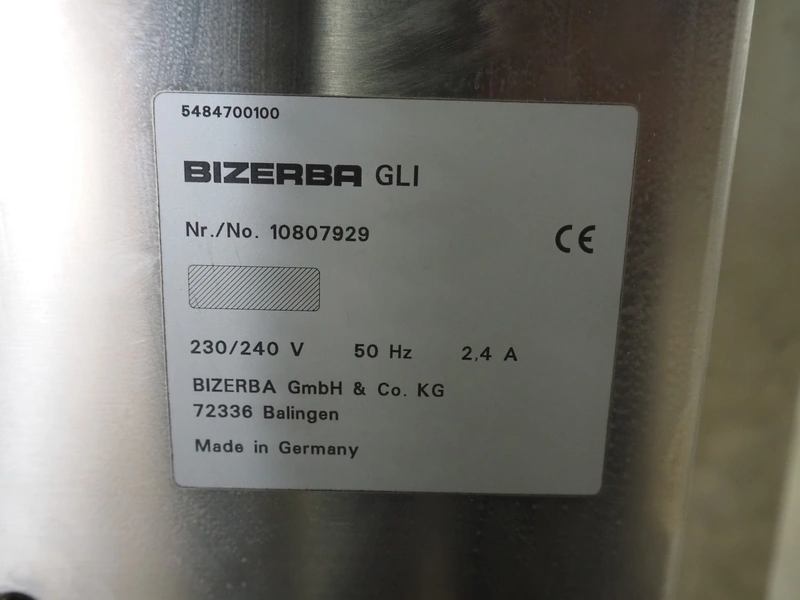 5484700100
BIZERBA GLI
Nr./No. 10807929
CE
230/240 V 50 Hz 2,4 A
BIZERBA GmbH & Co. KG
72336 Balingen
Made in Germany